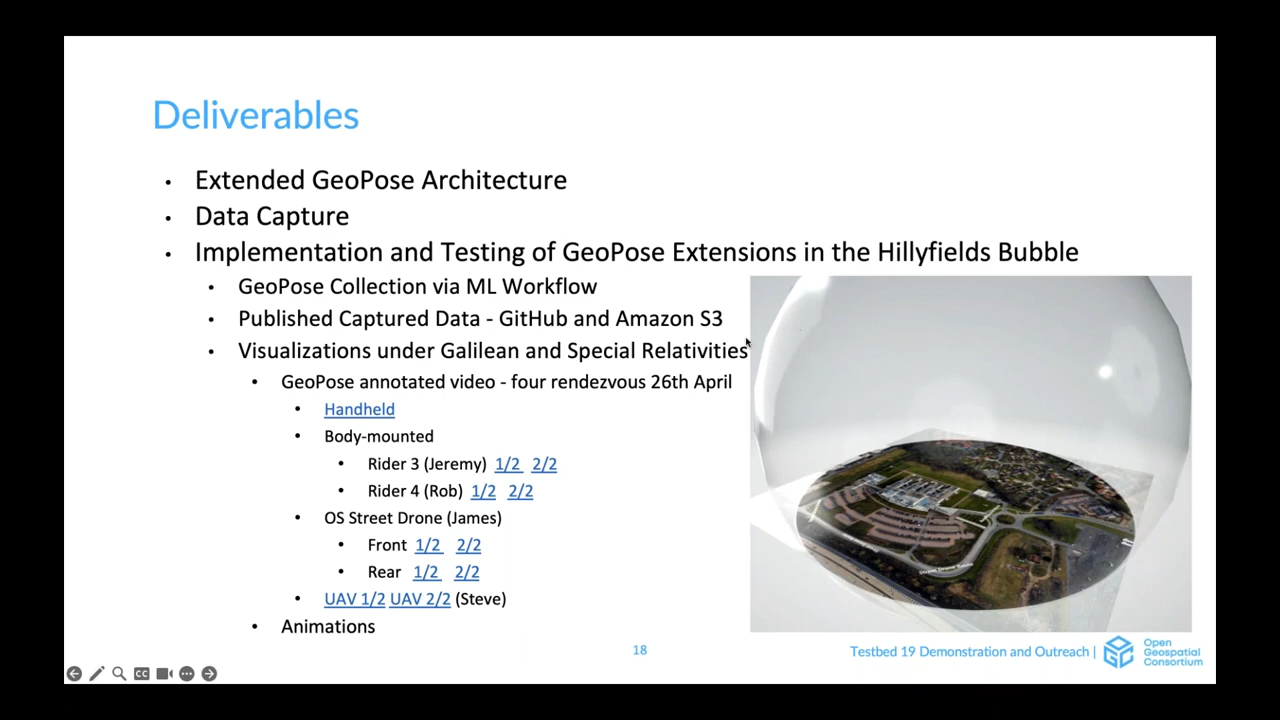 Deliverables
• Extended GeoPose Architecture
• Data Capture
• Implementation and Testing of GeoPose Extensions in the Hillyfields Bubble
• GeoPose Collection via ML Workflow
• Published Captured Data - GitHub and Amazon S3
• Visualizations under Galilean and Special Relativities
• GeoPose annotated video - four rendezvous 26th April
• Handheld
• Body-mounted
• Rider 3 (Jeremy) 1/2 2/2
• Rider 4 (Rob) 1/2 2/2
• OS Street Drone (James)
• Front 1/2 2/2
• Rear 1/2 2/2
• UAV 1/2 UAV 2/2 (Steve)
• Animations
18
Testbed 19 Demonstration and Outreach |
Open
Geospatial
Consortium
CC